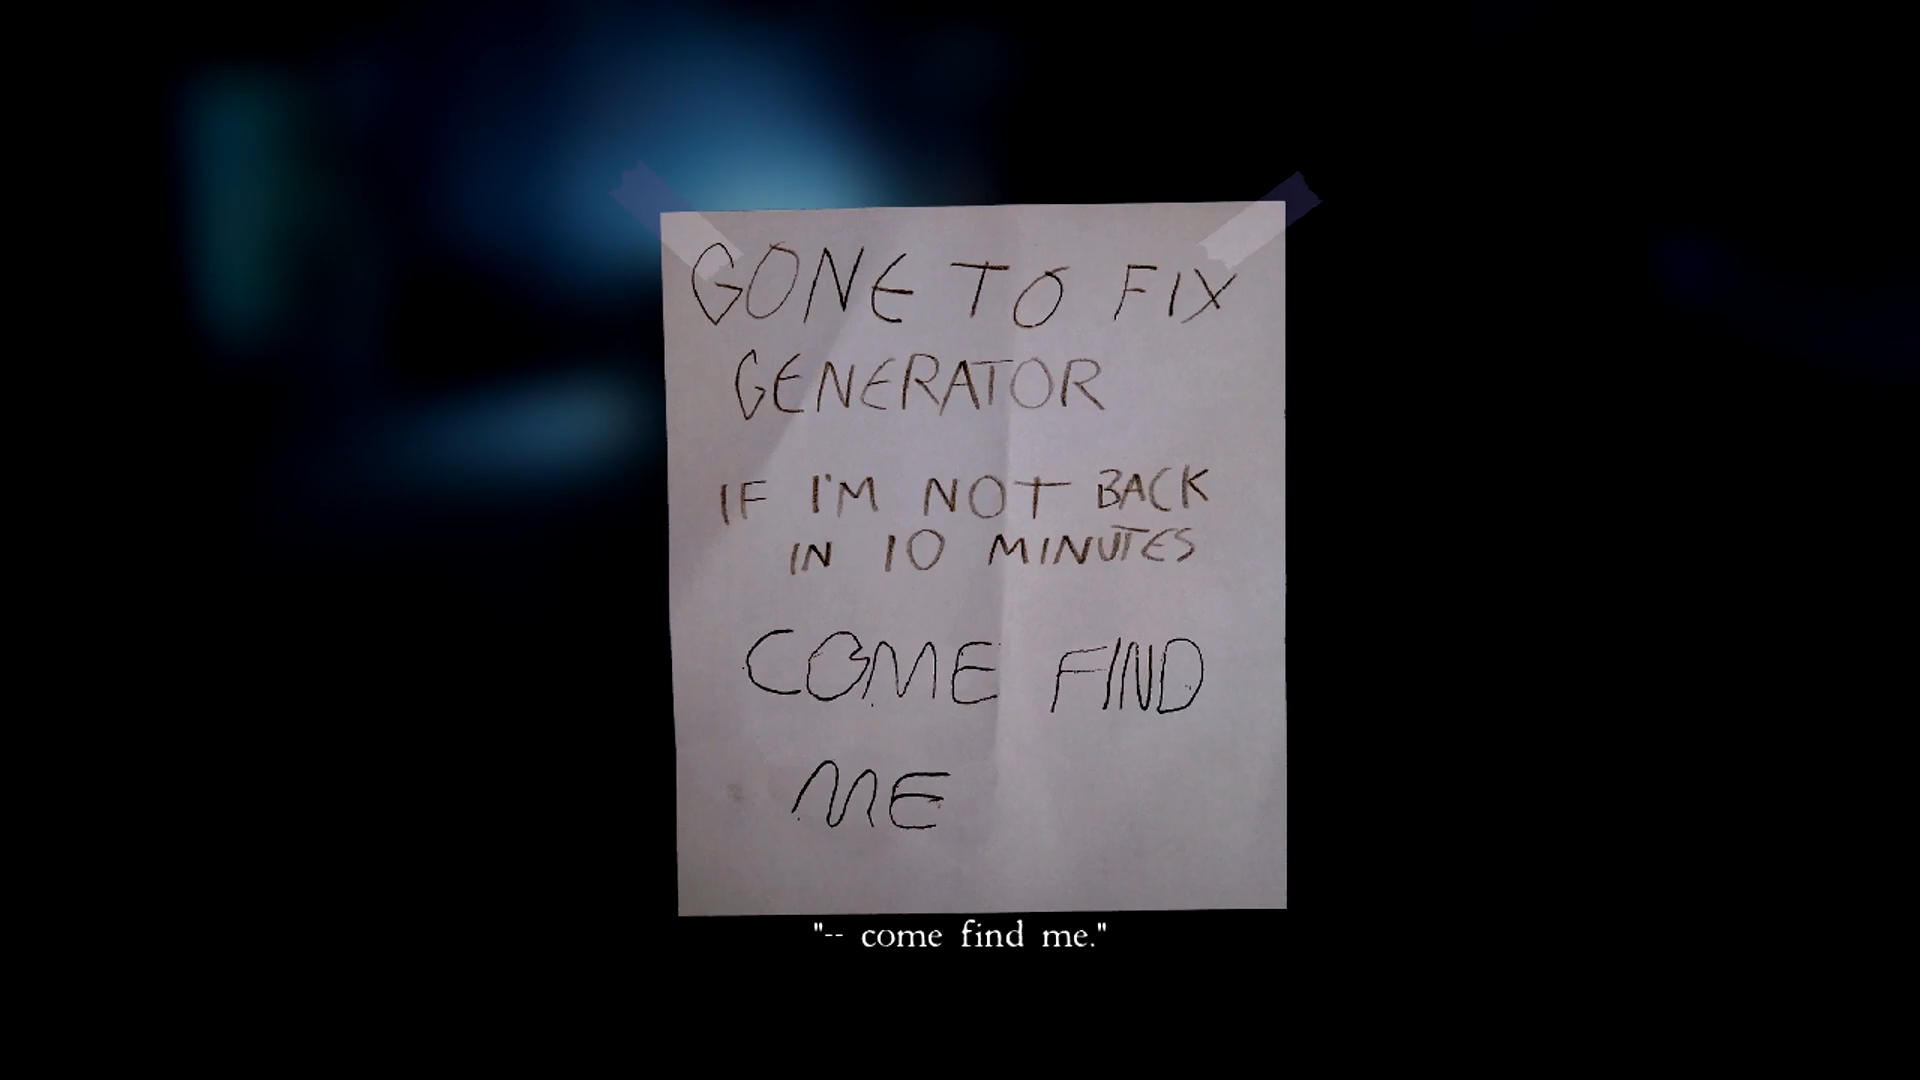 GONE TO FIX
GENERATOR
IF I'M NOT BACK
IN 10 MINUTES
COME FIND
ME
"-- come find me."